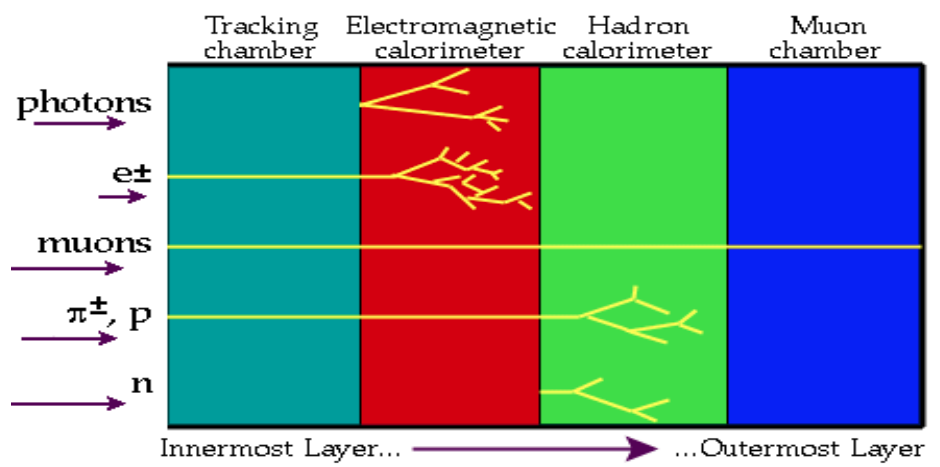 Tracking chamber
Electromagnetic calorimeter
Hadron calorimeter
Muon chamber
photons
e±
muons
π±, p
n
Innermost Layer...
...Outermost Layer